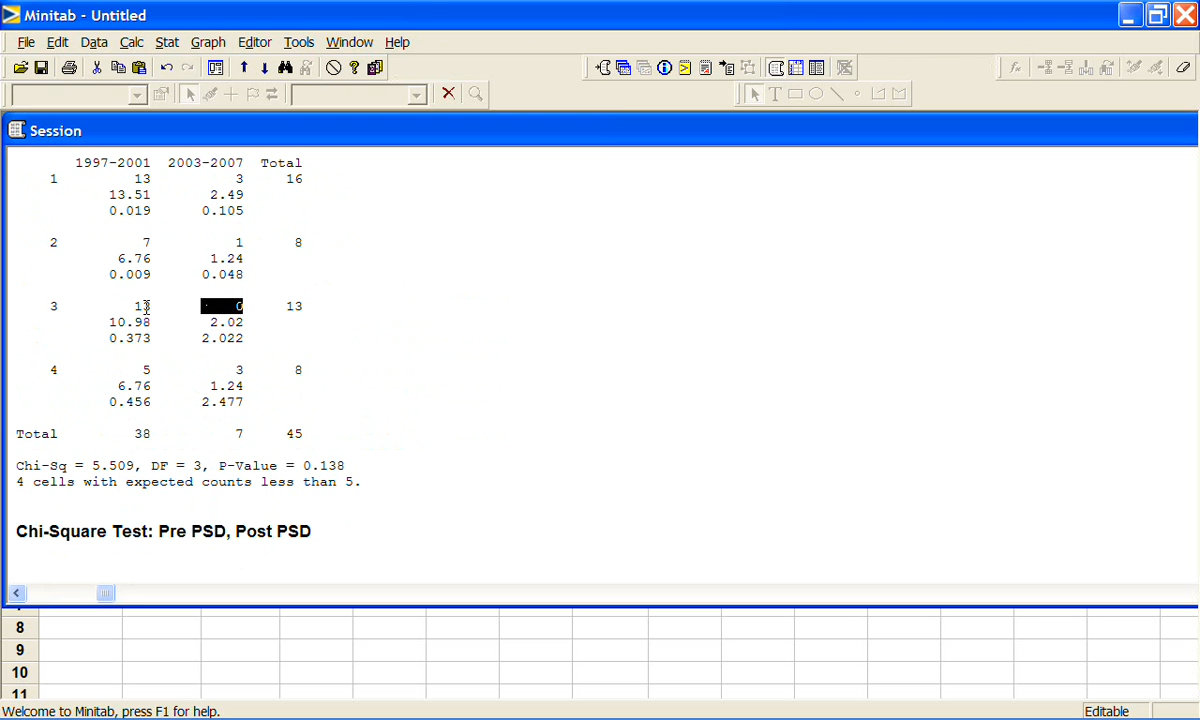 Minitab - Untitled
File Edit Data Calc Stat Graph Editor Tools Window Help
Session
1997-2001 2003-2007 Total
1 13 3 16
13.51 2.49
0.019 0.105
2 7 1 8
6.76 1.24
0.009 0.048
3 13 0 13
10.98 2.02
0.373 2.022
4 5 3 8
6.76 1.24
0.456 2.477
Total 38 7 45
Chi-Sq = 5.509, DF = 3, P-Value = 0.138
4 cells with expected counts less than 5.
Chi-Square Test: Pre PSD, Post PSD
8
9
10
11
Welcome to Minitab, press F1 for help. Editable